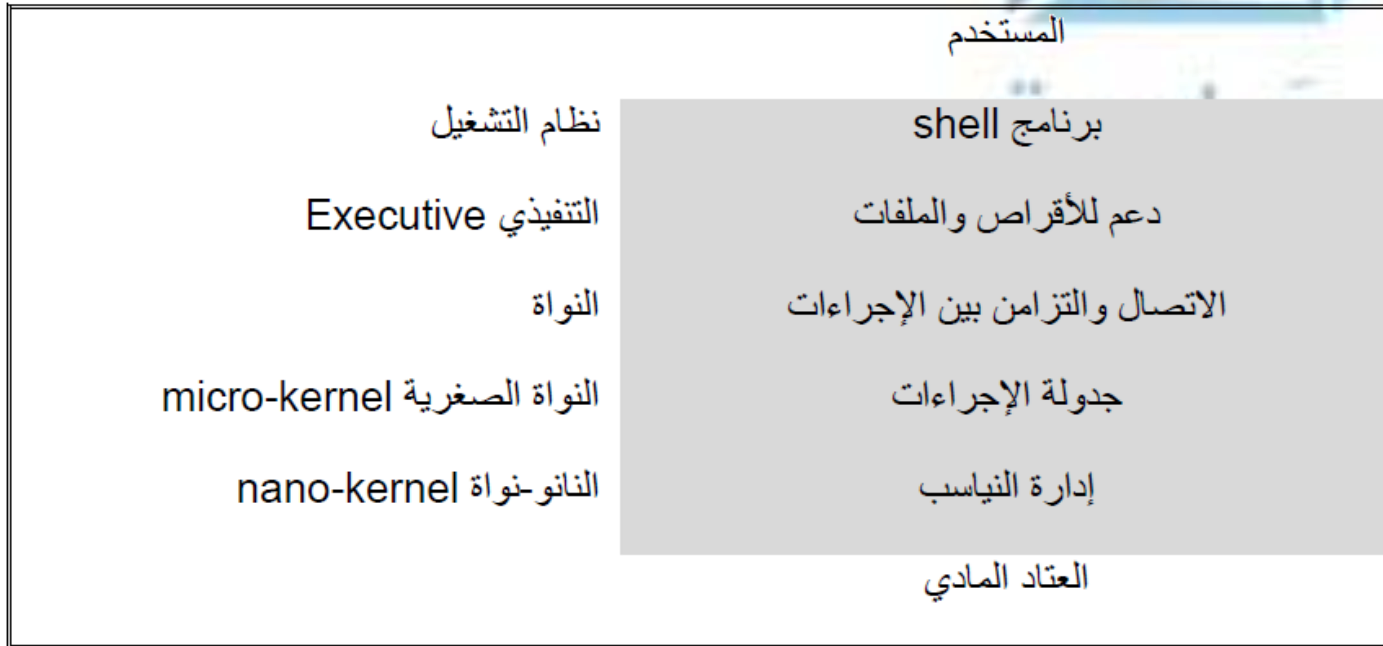 المستخدم
برنامج shell نظام التشغيل
دعم للأقراص والملفات التنفيذي Executive
الاتصال والتزامن بين الإجراءات النواة
جدولة الإجراءات النواة الصغرية micro-kernel
إدارة النياسب النانو-نواة nano-kernel
العتاد المادي